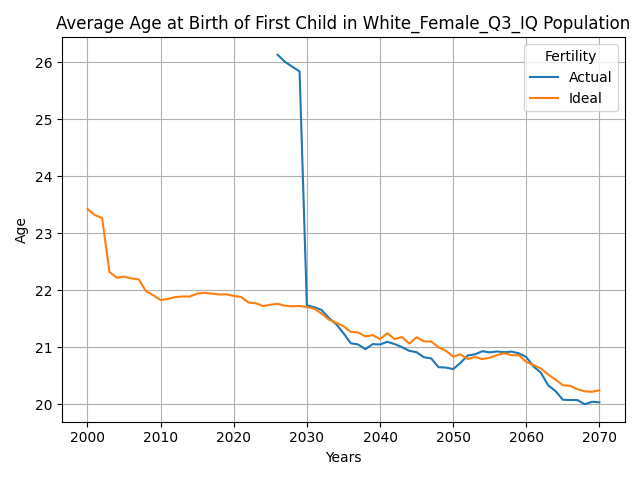 Average Age at Birth of First Child in White_Female_Q3_IQ Population
Fertility
Actual
Ideal
26
25
24
23
22
21
20
Age
2000 2010 2020 2030 2040 2050 2060 2070
Years